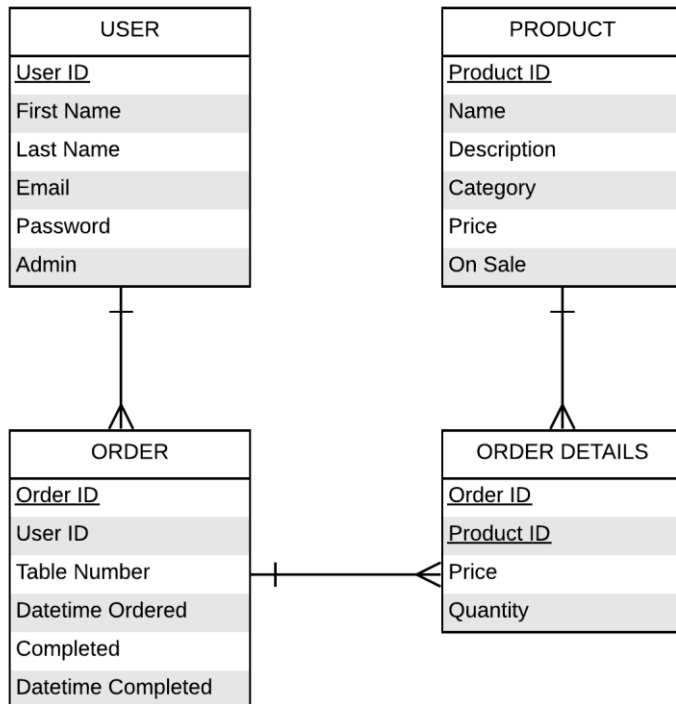 USER
User ID
First Name
Last Name
Email
Password
Admin
PRODUCT
Product ID
Name
Description
Category
Price
On Sale
ORDER
Order ID
User ID
Table Number
Datetime Ordered
Completed
Datetime Completed
ORDER DETAILS
Order ID
Product ID
Price
Quantity